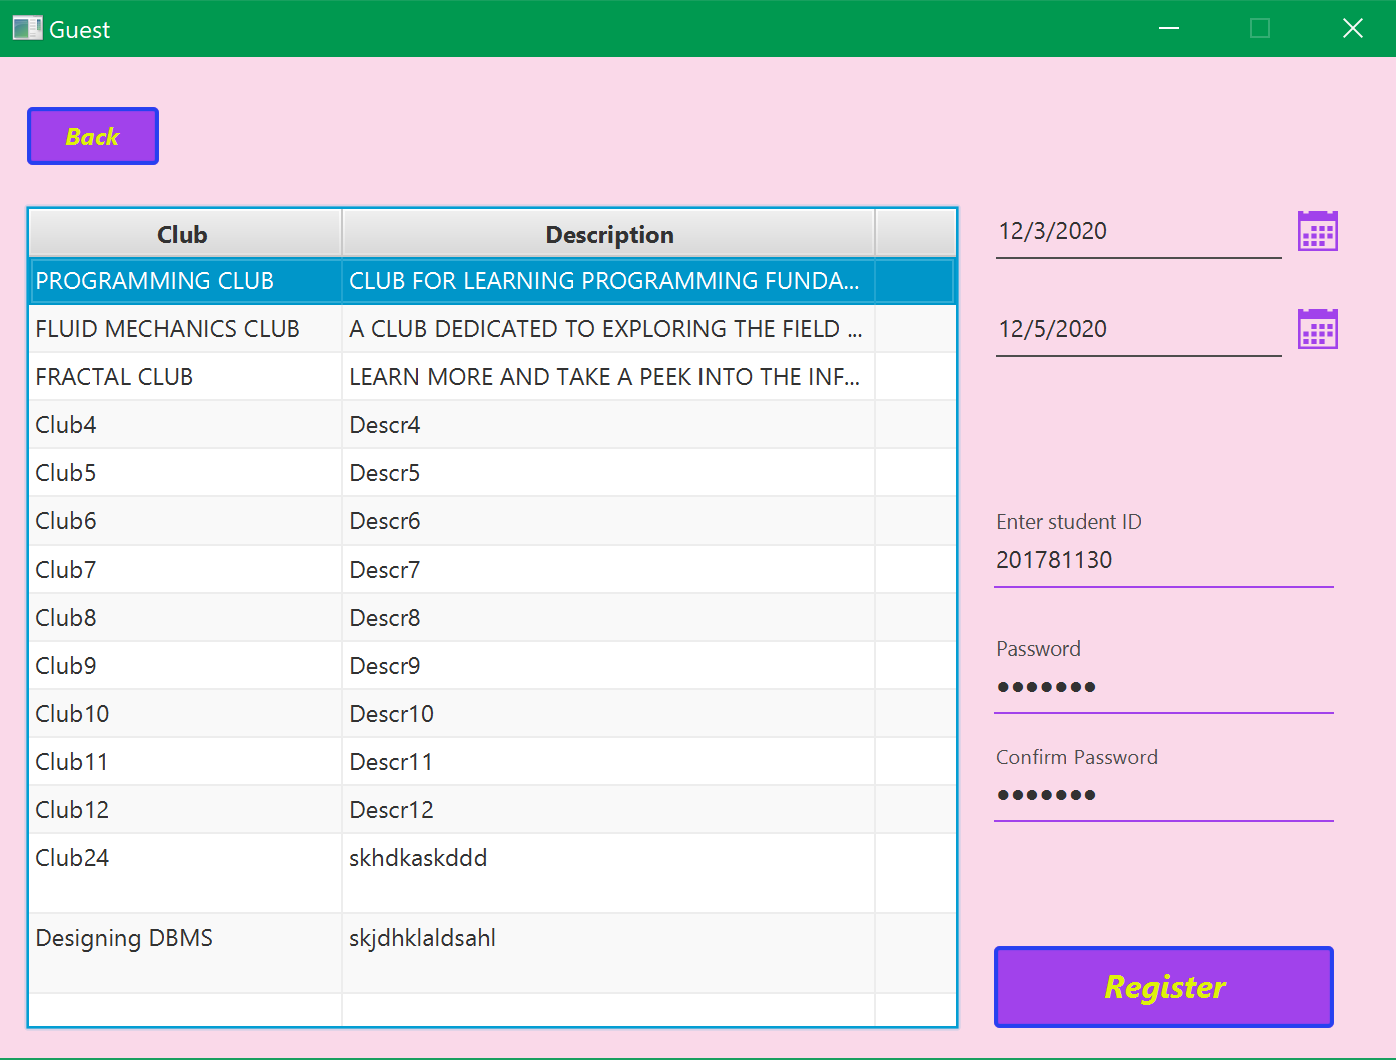 Guest
Back
Club Description
PROGRAMMING CLUB CLUB FOR LEARNING PROGRAMMING FUNDA...
FLUID MECHANICS CLUB A CLUB DEDICATED TO EXPLORING THE FIELD ...
FRACTAL CLUB LEARN MORE AND TAKE A PEEK INTO THE INF...
Club4 Descr4
Club5 Descr5
Club6 Descr6
Club7 Descr7
Club8 Descr8
Club9 Descr9
Club10 Descr10
Club11 Descr11
Club12 Descr12
Club24 skhdkaskddd
Designing DBMS skjdhklaldsahl
12/3/2020
12/5/2020
Enter student ID
201781130
Password
•••••••
Confirm Password
•••••••
Register